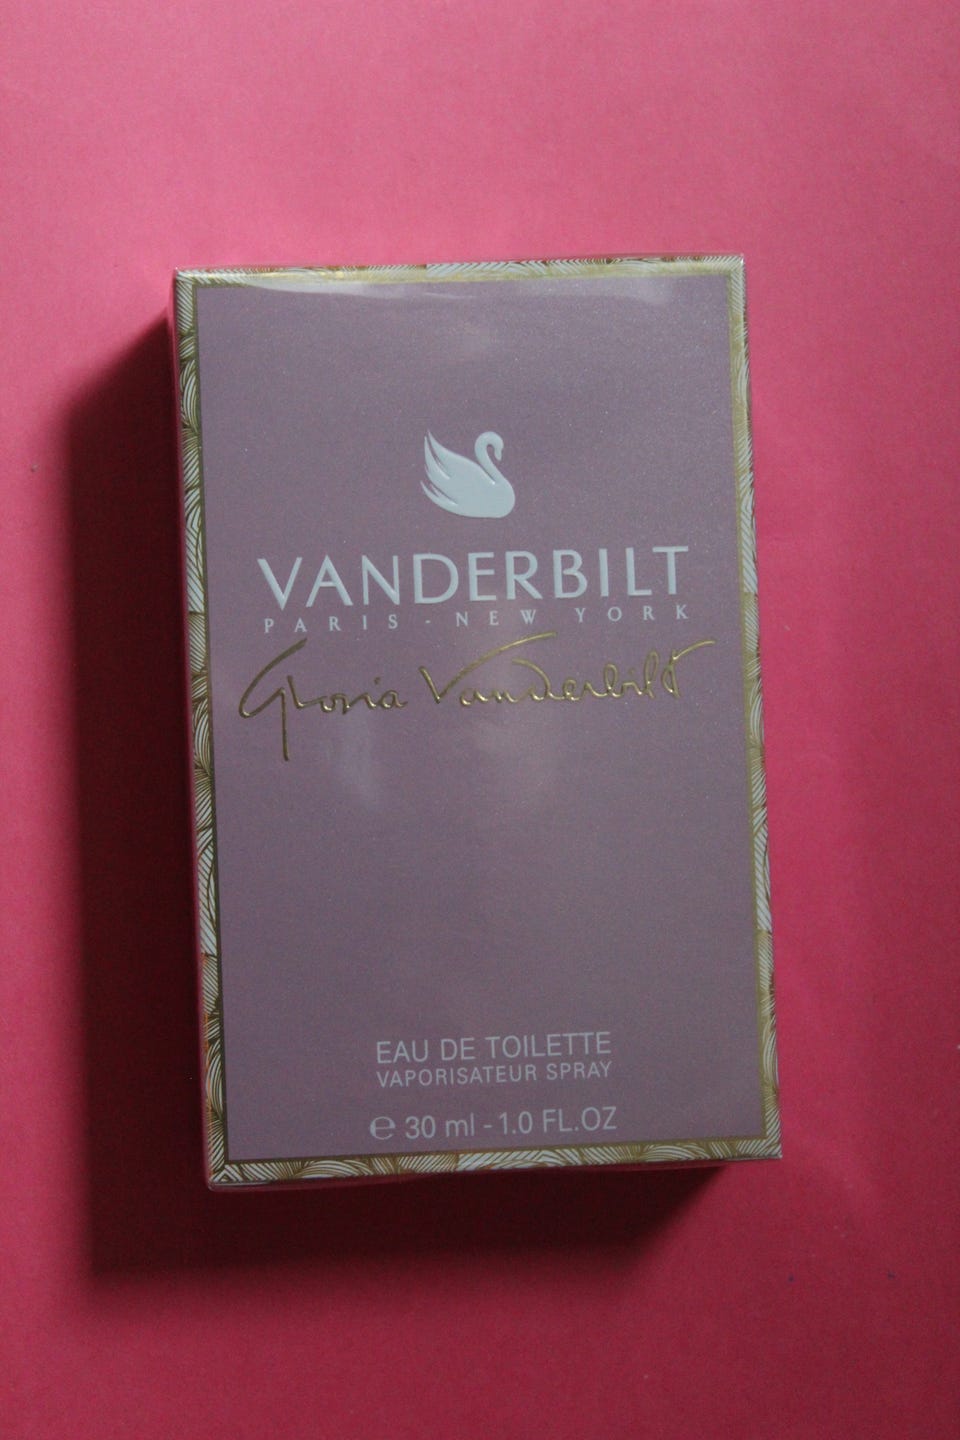 VANDERBILT
PARIS - NEW YORK
Gloria Vanderbilt
EAU DE TOILETTE
VAPORISATEUR SPRAY
℮ 30 ml - 1.0 FL.OZ